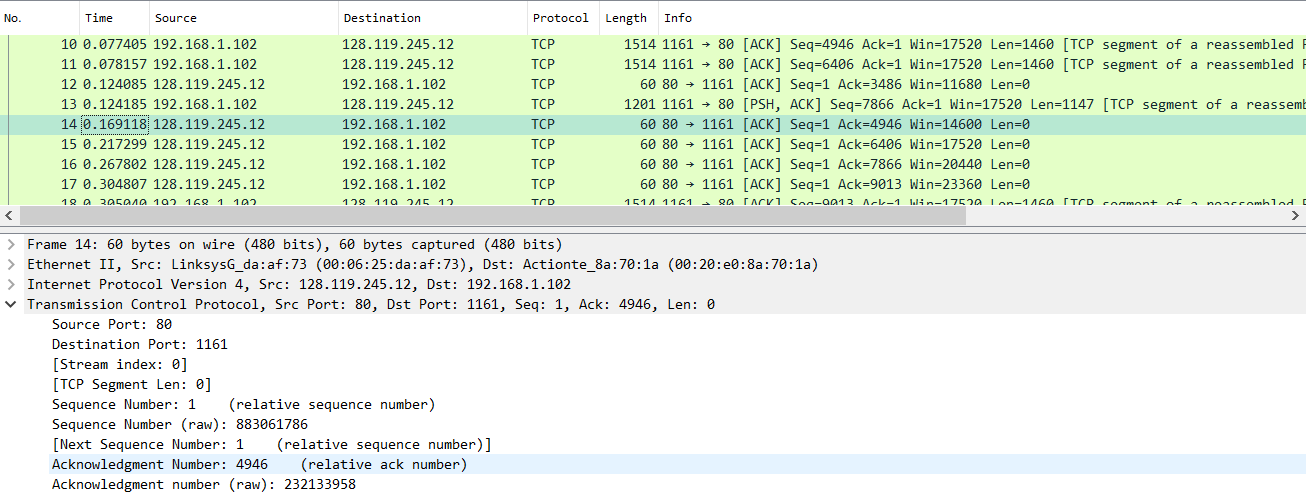 No. Time Source Destination Protocol Length Info
10 0.077405 192.168.1.102 128.119.245.12 TCP 1514 1161 → 80 [ACK] Seq=4946 Ack=1 Win=17520 Len=1460 [TCP segment of a reassembled
11 0.078157 192.168.1.102 128.119.245.12 TCP 1514 1161 → 80 [ACK] Seq=6406 Ack=1 Win=17520 Len=1460 [TCP segment of a reassembled
12 0.124085 128.119.245.12 192.168.1.102 TCP 60 80 → 1161 [ACK] Seq=1 Ack=3486 Win=11680 Len=0
13 0.124185 192.168.1.102 128.119.245.12 TCP 1201 1161 → 80 [PSH, ACK] Seq=7866 Ack=1 Win=17520 Len=1147 [TCP segment of a reassemb
14 0.169118 128.119.245.12 192.168.1.102 TCP 60 80 → 1161 [ACK] Seq=1 Ack=4946 Win=14600 Len=0
15 0.217299 128.119.245.12 192.168.1.102 TCP 60 80 → 1161 [ACK] Seq=1 Ack=6406 Win=17520 Len=0
16 0.267802 128.119.245.12 192.168.1.102 TCP 60 80 → 1161 [ACK] Seq=1 Ack=7866 Win=20440 Len=0
17 0.304807 128.119.245.12 192.168.1.102 TCP 60 80 → 1161 [ACK] Seq=1 Ack=9013 Win=23360 Len=0
18 0.305040 192.168.1.102 128.119.245.12 TCP 1514 1161 → 80 [ACK] Seq=9013 Ack=1 Win=17520 Len=1460 [TCP segment of a reassembled
Frame 14: 60 bytes on wire (480 bits), 60 bytes captured (480 bits)
Ethernet II, Src: LinksysG_da:af:73 (00:06:25:da:af:73), Dst: Actionte_8a:70:1a (00:20:e0:8a:70:1a)
Internet Protocol Version 4, Src: 128.119.245.12, Dst: 192.168.1.102
Transmission Control Protocol, Src Port: 80, Dst Port: 1161, Seq: 1, Ack: 4946, Len: 0
Source Port: 80
Destination Port: 1161
[Stream index: 0]
[TCP Segment Len: 0]
Sequence Number: 1 (relative sequence number)
Sequence Number (raw): 883061786
[Next Sequence Number: 1 (relative sequence number)]
Acknowledgment Number: 4946 (relative ack number)
Acknowledgment number (raw): 232133958